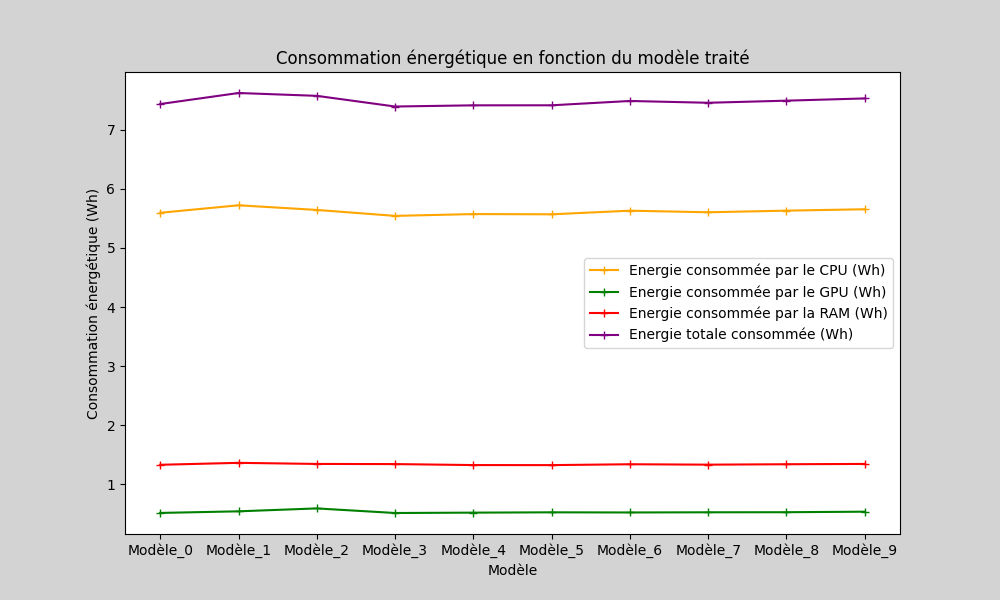 Consommation énergétique en fonction du modèle traité
Consommation énergétique (Wh)
7
6
5
4
3
2
1
Energie consommée par le CPU (Wh)
Energie consommée par le GPU (Wh)
Energie consommée par la RAM (Wh)
Energie totale consommée (Wh)
Modèle_0 Modèle_1 Modèle_2 Modèle_3 Modèle_4 Modèle_5 Modèle_6 Modèle_7 Modèle_8 Modèle_9
Modèle